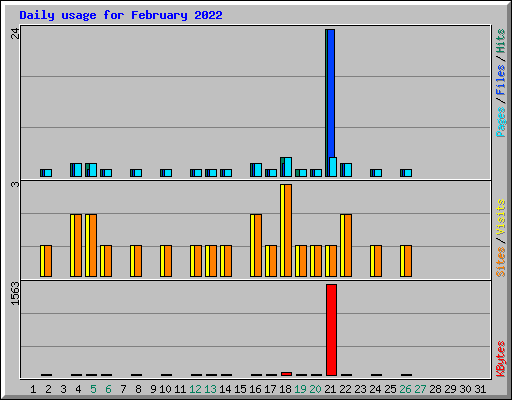 Daily usage for February 2022
24
Pages/Files/Hits
3
Sites/Visits
1563
KBytes
1 2 3 4 5 6 7 8 9 10 11 12 13 14 15 16 17 18 19 20 21 22 23 24 25 26 27 28 29 30 31